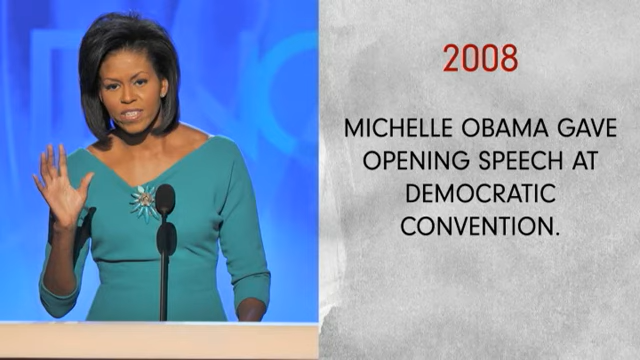 2008
MICHELLE OBAMA GAVE
OPENING SPEECH AT
DEMOCRATIC
CONVENTION.